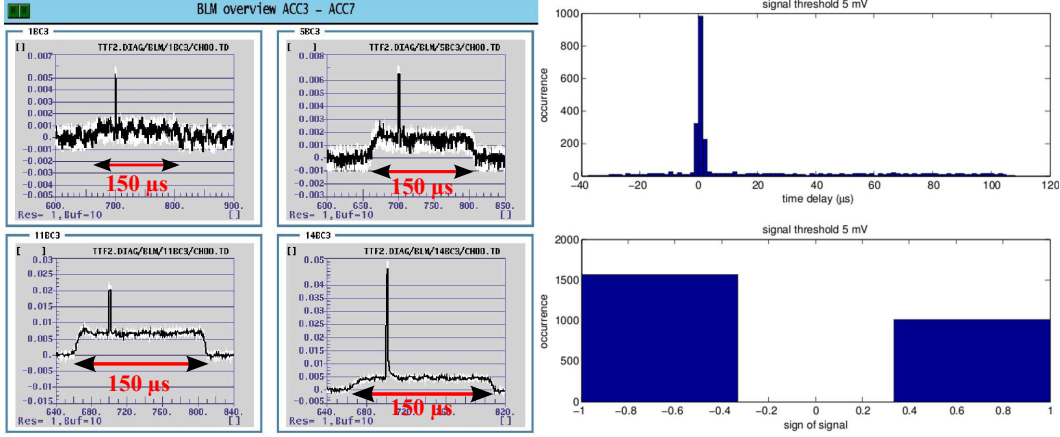 BLM overview ACC3 – ACC7
1BC3
[] TTF2.DIAG/BLM/1BC3/CH00.TD
0.007
0.005
0.004
0.003
0.002
0.001
0.
-0.001
-0.002
-0.004
-0.005
150 µs
600. 700. 800. 900.
Res= 1,Buf=10 []
5BC3
[ ] TTF2.DIAG/BLM/5BC3/CH00.TD
0.008
0.006
0.005
0.004
0.003
0.002
0.001
0.
-0.001
-0.003
150 µs
600. 650. 700. 750. 800. 850.
Res= 1,Buf=10 []
11BC3
[ ] TTF2.DIAG/BLM/11BC3/CH00.TD
0.03
0.02
0.015
0.01
0.005
0.
-0.005
-0.01
-0.015
150 µs
640. 680. 720. 760. 800. 840.
Res= 1,Buf=10 []
14BC3
[ ] TTF2.DIAG/BLM/14BC3/CH00.TD
0.05
0.04
0.035
0.03
0.025
0.02
0.015
0.01
0.005
0.
-0.005
150 µs
640. 720. 820.
Res= 1,Buf=10 []
signal threshold 5 mV
occurrence
1000
800
600
400
200
0
-40 -20 0 20 40 60 80 100 120
time delay (µs)
signal threshold 5 mV
occurrence
2000
1500
1000
500
0
-1 -0.8 -0.6 -0.4 -0.2 0 0.2 0.4 0.6 0.8 1
sign of signal